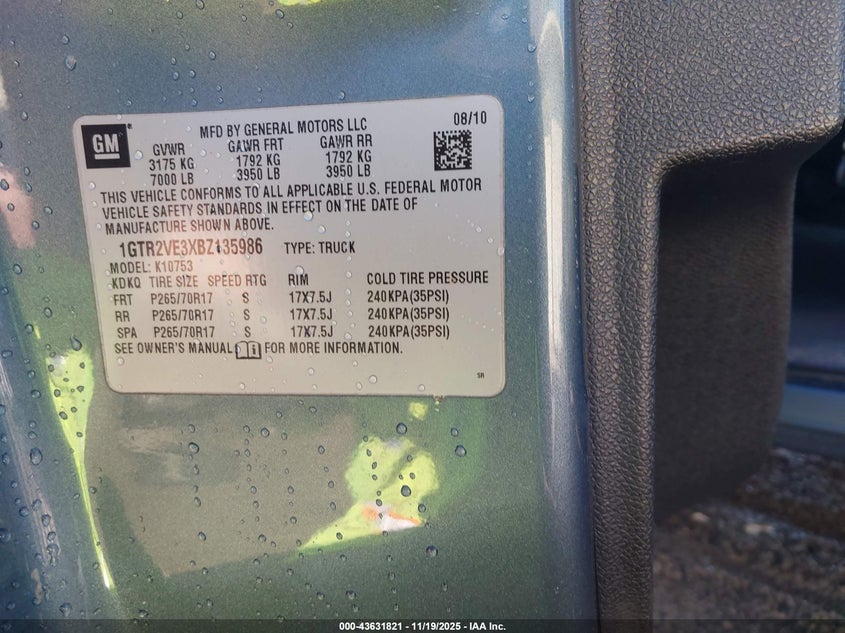 GM
MFD BY GENERAL MOTORS LLC 08/10
GVWR GAWR FRT GAWR RR
3175 KG 1792 KG 1792 KG
7000 LB 3950 LB 3950 LB
THIS VEHICLE CONFORMS TO ALL APPLICABLE U.S. FEDERAL MOTOR
VEHICLE SAFETY STANDARDS IN EFFECT ON THE DATE OF
MANUFACTURE SHOWN ABOVE.
1GTR2VE3XBZ135986 TYPE: TRUCK
MODEL: K10753
KDKQ TIRE SIZE SPEED RTG RIM COLD TIRE PRESSURE
FRT P265/70R17 S 17X7.5J 240KPA(35PSI)
RR P265/70R17 S 17X7.5J 240KPA(35PSI)
SPA P265/70R17 S 17X7.5J 240KPA(35PSI)
SEE OWNER'S MANUAL FOR MORE INFORMATION.
SR
000-43631821 - 11/19/2025 - IAA Inc.